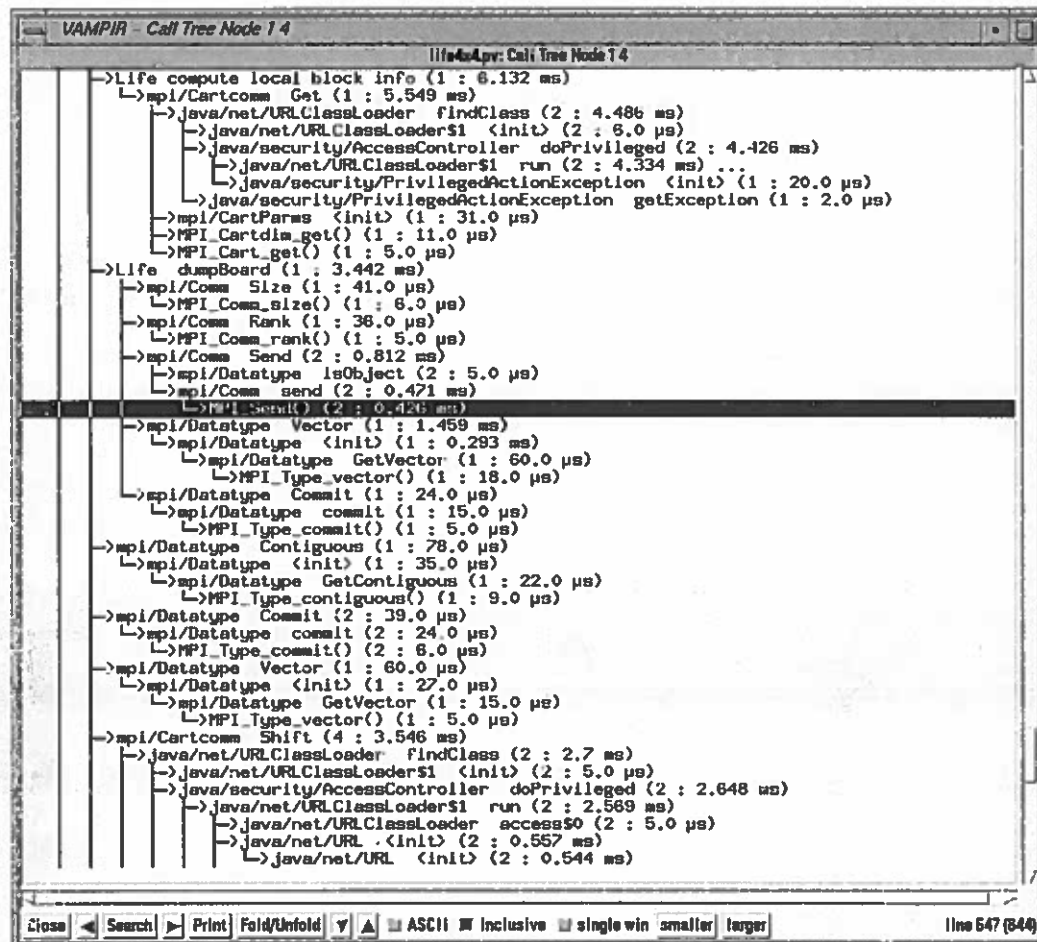 VAMPIR - Call Tree Node 1 4
life4x4.pv: Call Tree Node 1 4
└─>Life compute local block info (1 : 6.132 ms)
└─>mpi/Cartcomm Get (1 : 5.549 ms)
├─>java/net/URLClassLoader findClass (2 : 4.486 ms)
├─>java/net/URLClassLoader$1 <init> (2 : 6.0 µs)
├─>java/security/AccessController doPrivileged (2 : 4.426 ms)
├─>java/net/URLClassLoader$1 run (2 : 4.334 ms) ...
└─>java/security/PrivilegedActionException <init> (1 : 20.0 µs)
└─>java/security/PrivilegedActionException getException (1 : 2.0 µs)
├─>mpi/CartParms <init> (1 : 31.0 µs)
├─>MPI_Cartdim_get() (1 : 11.0 µs)
└─>MPI_Cart_get() (1 : 5.0 µs)
├─>Life dumpBoard (1 : 3.442 ms)
├─>mpi/Comm Size (1 : 41.0 µs)
└─>MPI_Comm_size() (1 : 6.0 µs)
├─>mpi/Comm Rank (1 : 36.0 µs)
└─>MPI_Comm_rank() (1 : 5.0 µs)
├─>mpi/Comm Send (2 : 0.812 ms)
├─>mpi/Datatype isObject (2 : 5.0 µs)
└─>mpi/Comm send (2 : 0.471 ms)
└─>MPI_Send() (2 : 0.426 ms)
├─>mpi/Datatype Vector (1 : 1.459 ms)
└─>mpi/Datatype <init> (1 : 0.293 ms)
└─>mpi/Datatype GetVector (1 : 60.0 µs)
└─>MPI_Type_vector() (1 : 18.0 µs)
└─>mpi/Datatype Commit (1 : 24.0 µs)
└─>mpi/Datatype commit (1 : 15.0 µs)
└─>MPI_Type_commit() (1 : 5.0 µs)
├─>mpi/Datatype Contiguous (1 : 78.0 µs)
└─>mpi/Datatype <init> (1 : 35.0 µs)
└─>mpi/Datatype GetContiguous (1 : 22.0 µs)
└─>MPI_Type_contiguous() (1 : 9.0 µs)
├─>mpi/Datatype Commit (2 : 39.0 µs)
└─>mpi/Datatype commit (2 : 24.0 µs)
└─>MPI_Type_commit() (2 : 6.0 µs)
├─>mpi/Datatype Vector (1 : 60.0 µs)
└─>mpi/Datatype <init> (1 : 27.0 µs)
└─>mpi/Datatype GetVector (1 : 15.0 µs)
└─>MPI_Type_vector() (1 : 5.0 µs)
├─>mpi/Cartcomm Shift (4 : 3.546 ms)
├─>java/net/URLClassLoader findClass (2 : 2.7 ms)
├─>java/net/URLClassLoader$1 <init> (2 : 5.0 µs)
├─>java/security/AccessController doPrivileged (2 : 2.648 ms)
├─>java/net/URLClassLoader$1 run (2 : 2.569 ms)
├─>java/net/URLClassLoader access$0 (2 : 5.0 µs)
├─>java/net/URL <init> (2 : 0.557 ms)
└─>java/net/URL <init> (2 : 0.544 ms)
Close ◀ Search ▶ Print Fold/Unfold ▼ ▲ ASCII Inclusive single win smaller larger line 647 (844)